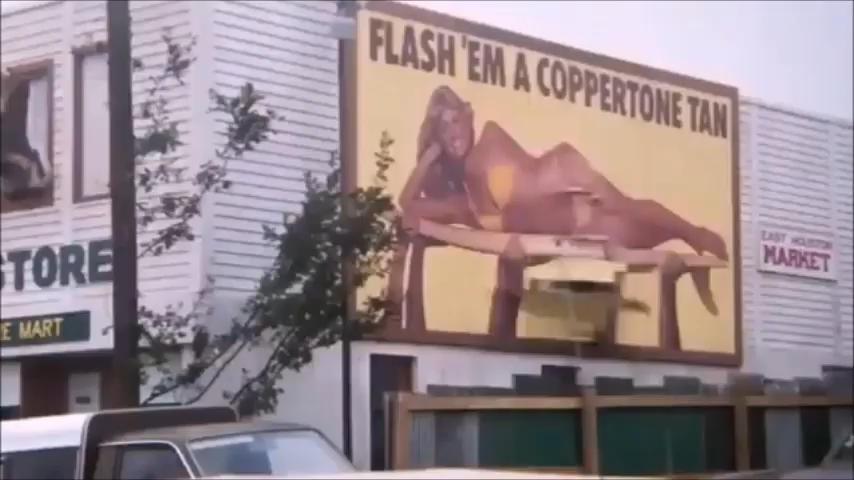 FLASH 'EM A COPPERTONE TAN
STORE
E MART
EAST HOUSTON
MARKET